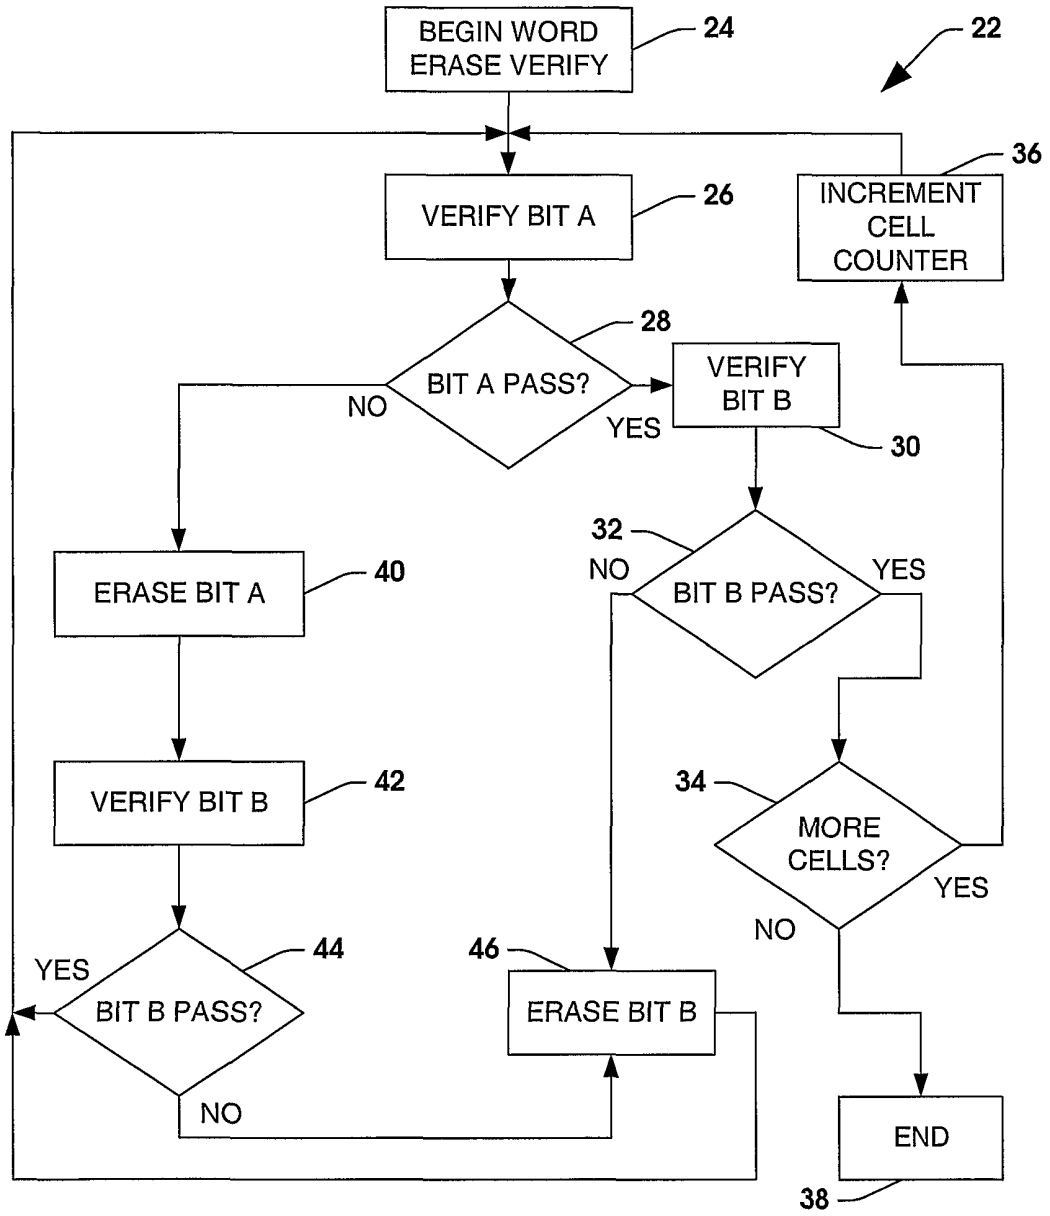 BEGIN WORD
ERASE VERIFY
24
22
VERIFY BIT A
26
36
INCREMENT
CELL
COUNTER
28
BIT A PASS?
NO
YES
VERIFY
BIT B
30
32
NO
BIT B PASS?
YES
ERASE BIT A
40
VERIFY BIT B
42
34
MORE
CELLS?
YES
NO
44
YES
BIT B PASS?
NO
46
ERASE BIT B
END
38